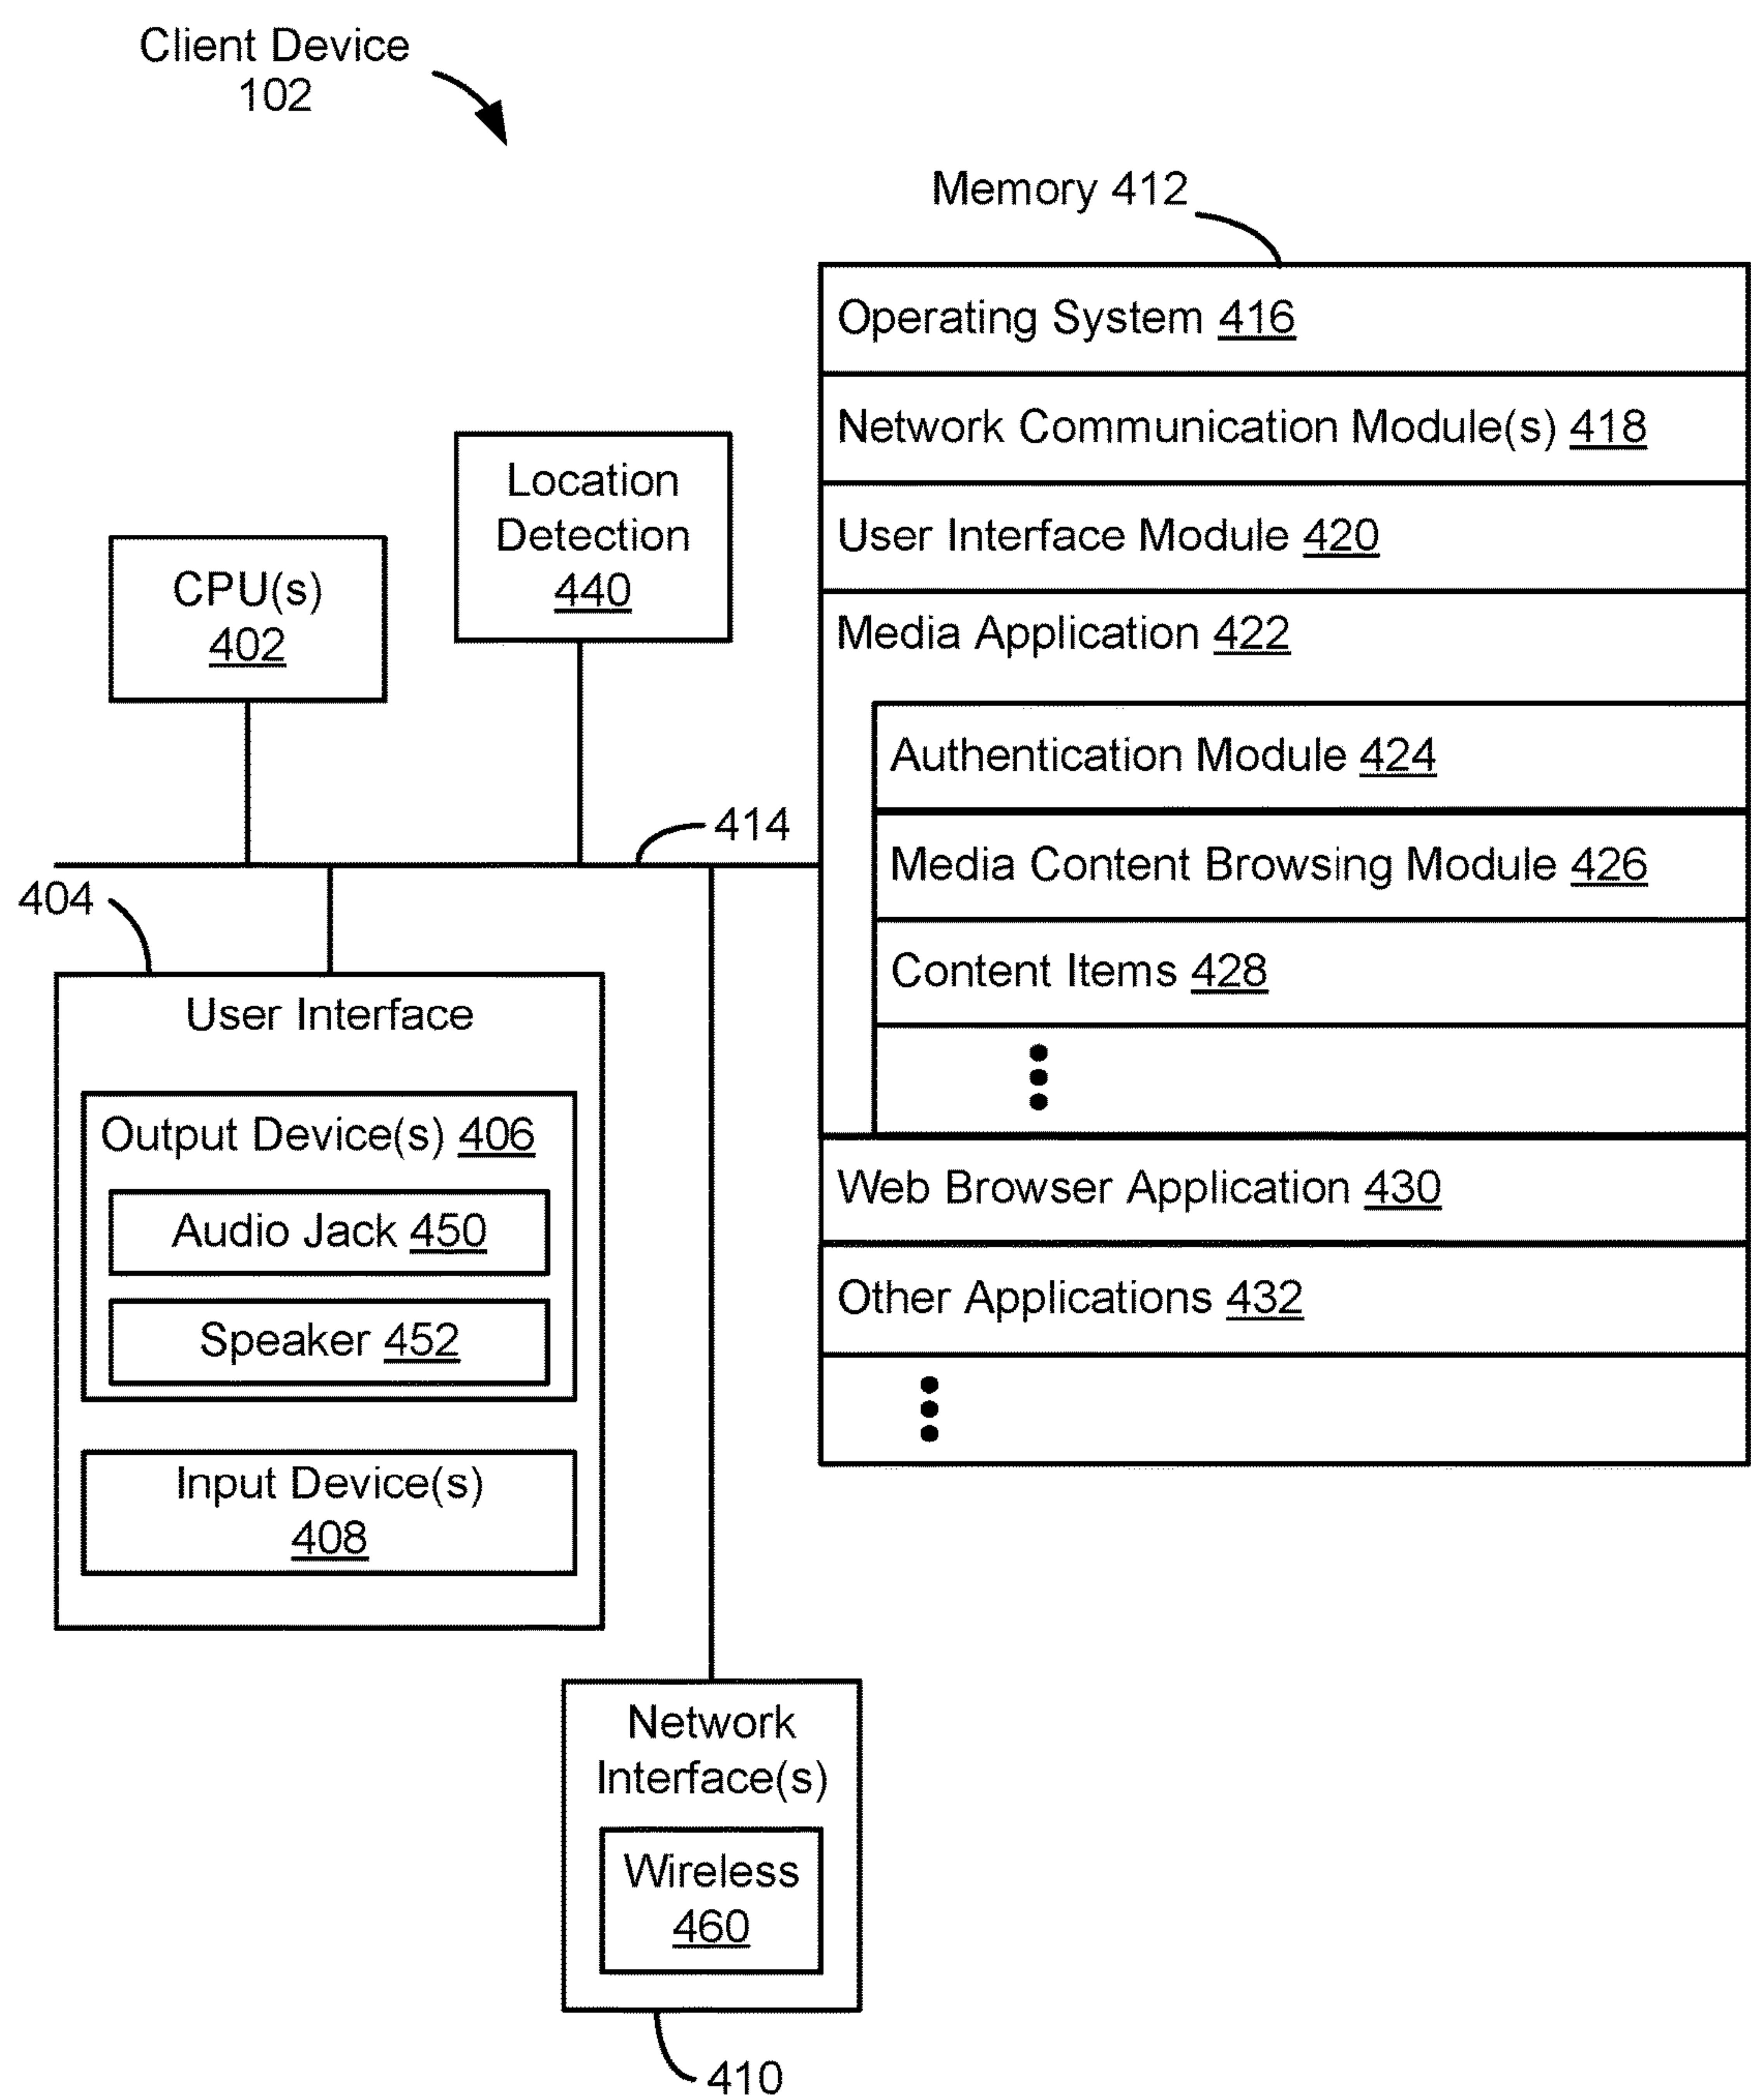 Client Device
102
Memory 412
Operating System 416
Network Communication Module(s) 418
User Interface Module 420
Media Application 422
Authentication Module 424
Media Content Browsing Module 426
Content Items 428
Web Browser Application 430
Other Applications 432
Location
Detection
440
CPU(s)
402
414
404
User Interface
Output Device(s) 406
Audio Jack 450
Speaker 452
Input Device(s)
408
Network
Interface(s)
Wireless
460
410